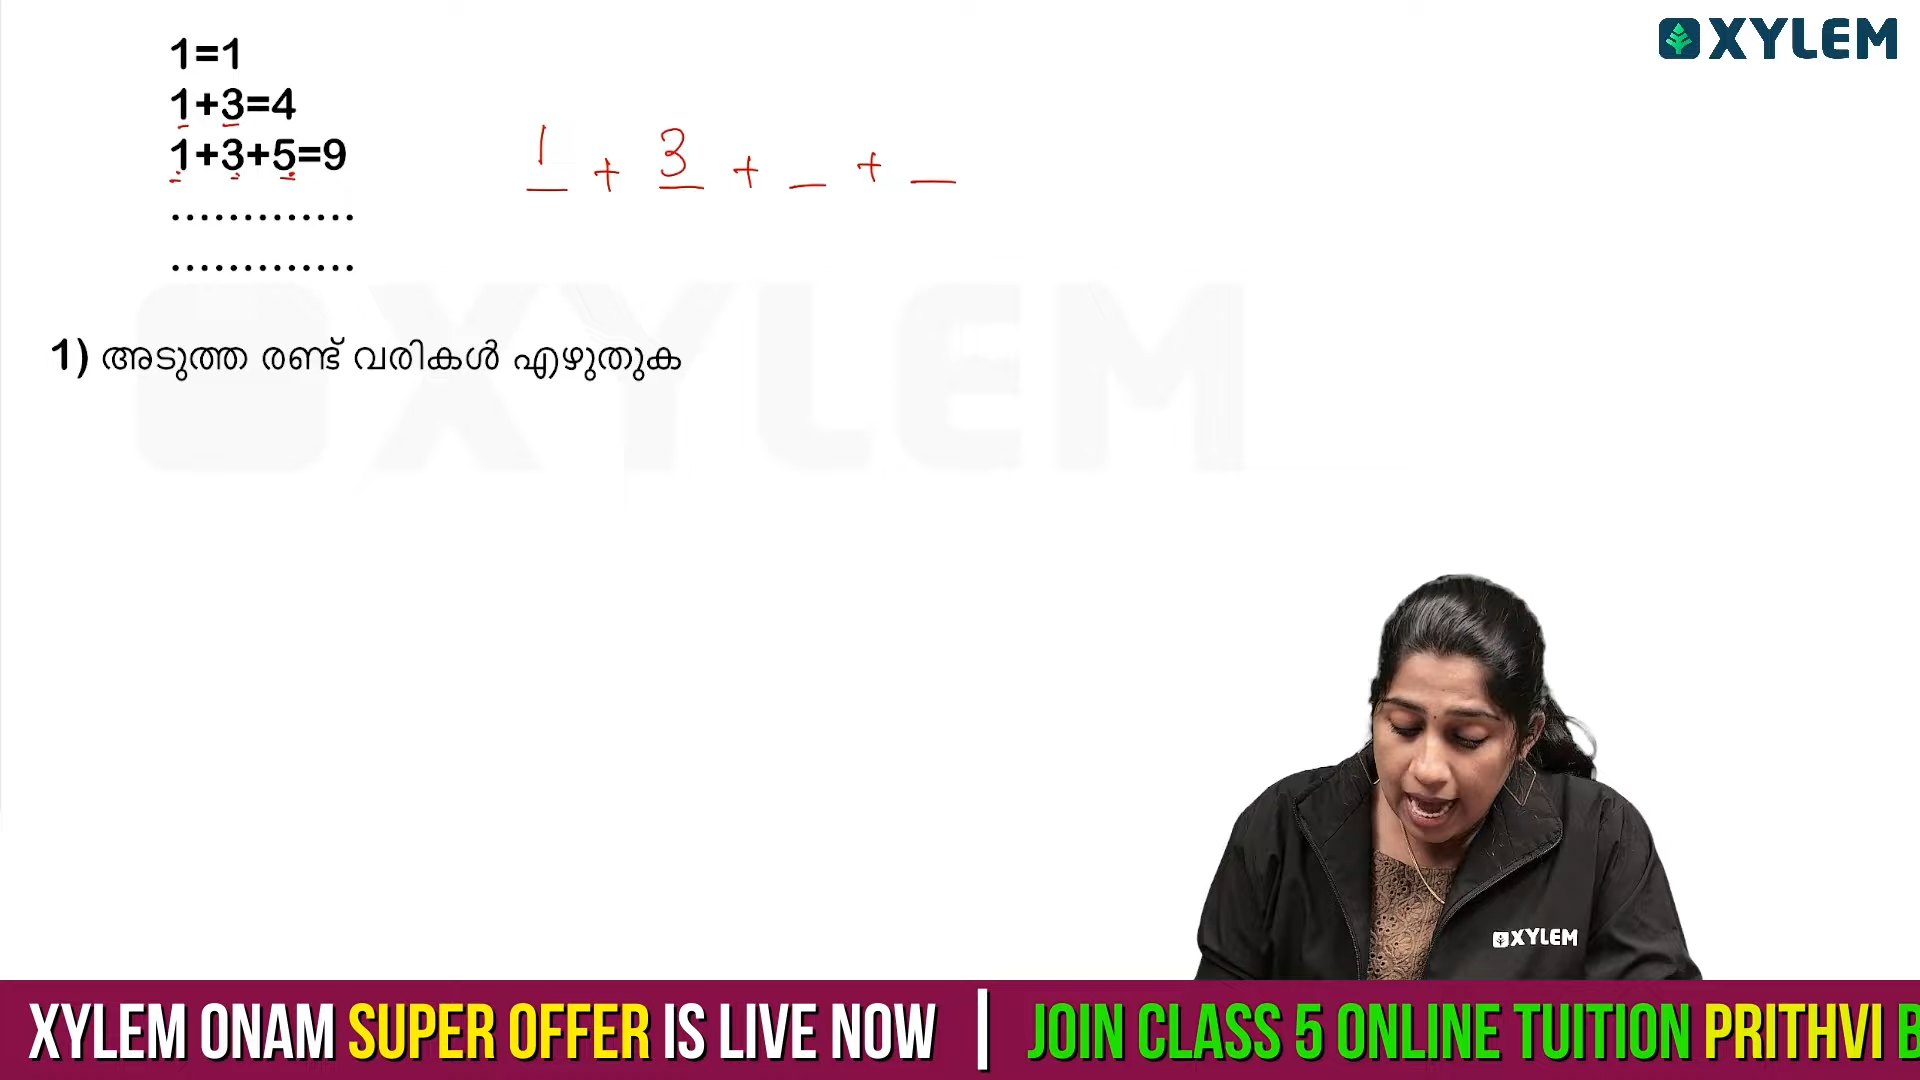 XYLEM
1=1
1+3=4
1+3+5=9
1 + 3 + _ + _
.............
.............
1) അടുത്ത രണ്ട് വരികൾ എഴുതുക
XYLEM
XYLEM
XYLEM ONAM SUPER OFFER IS LIVE NOW | JOIN CLASS 5 ONLINE TUITION PRITHVI B